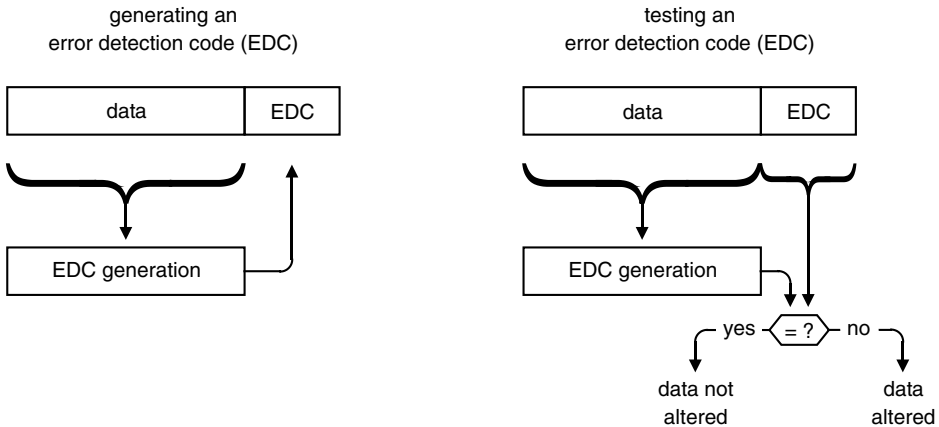 generating an
error detection code (EDC)
data
EDC
EDC generation
testing an
error detection code (EDC)
data
EDC
EDC generation
yes
= ?
no
data not
altered
data
altered